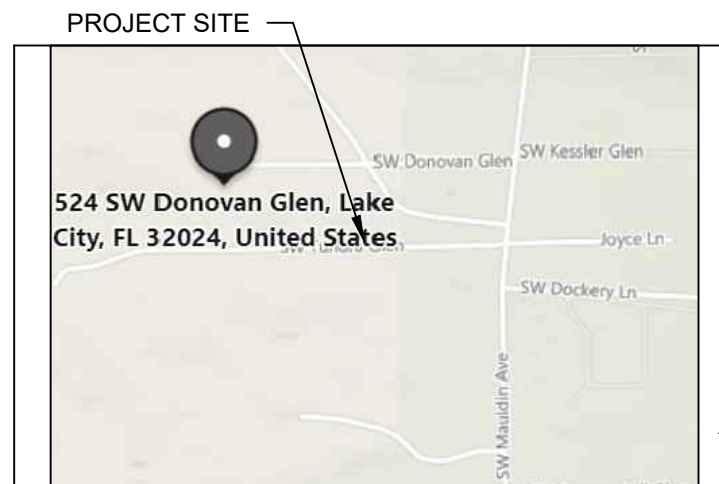 PROJECT SITE
SW Donovan Glen
SW Kessler Glen
524 SW Donovan Glen, Lake
City, FL 32024, United States
Joyce Ln
SW Dockery Ln
SW Mauldin Ave